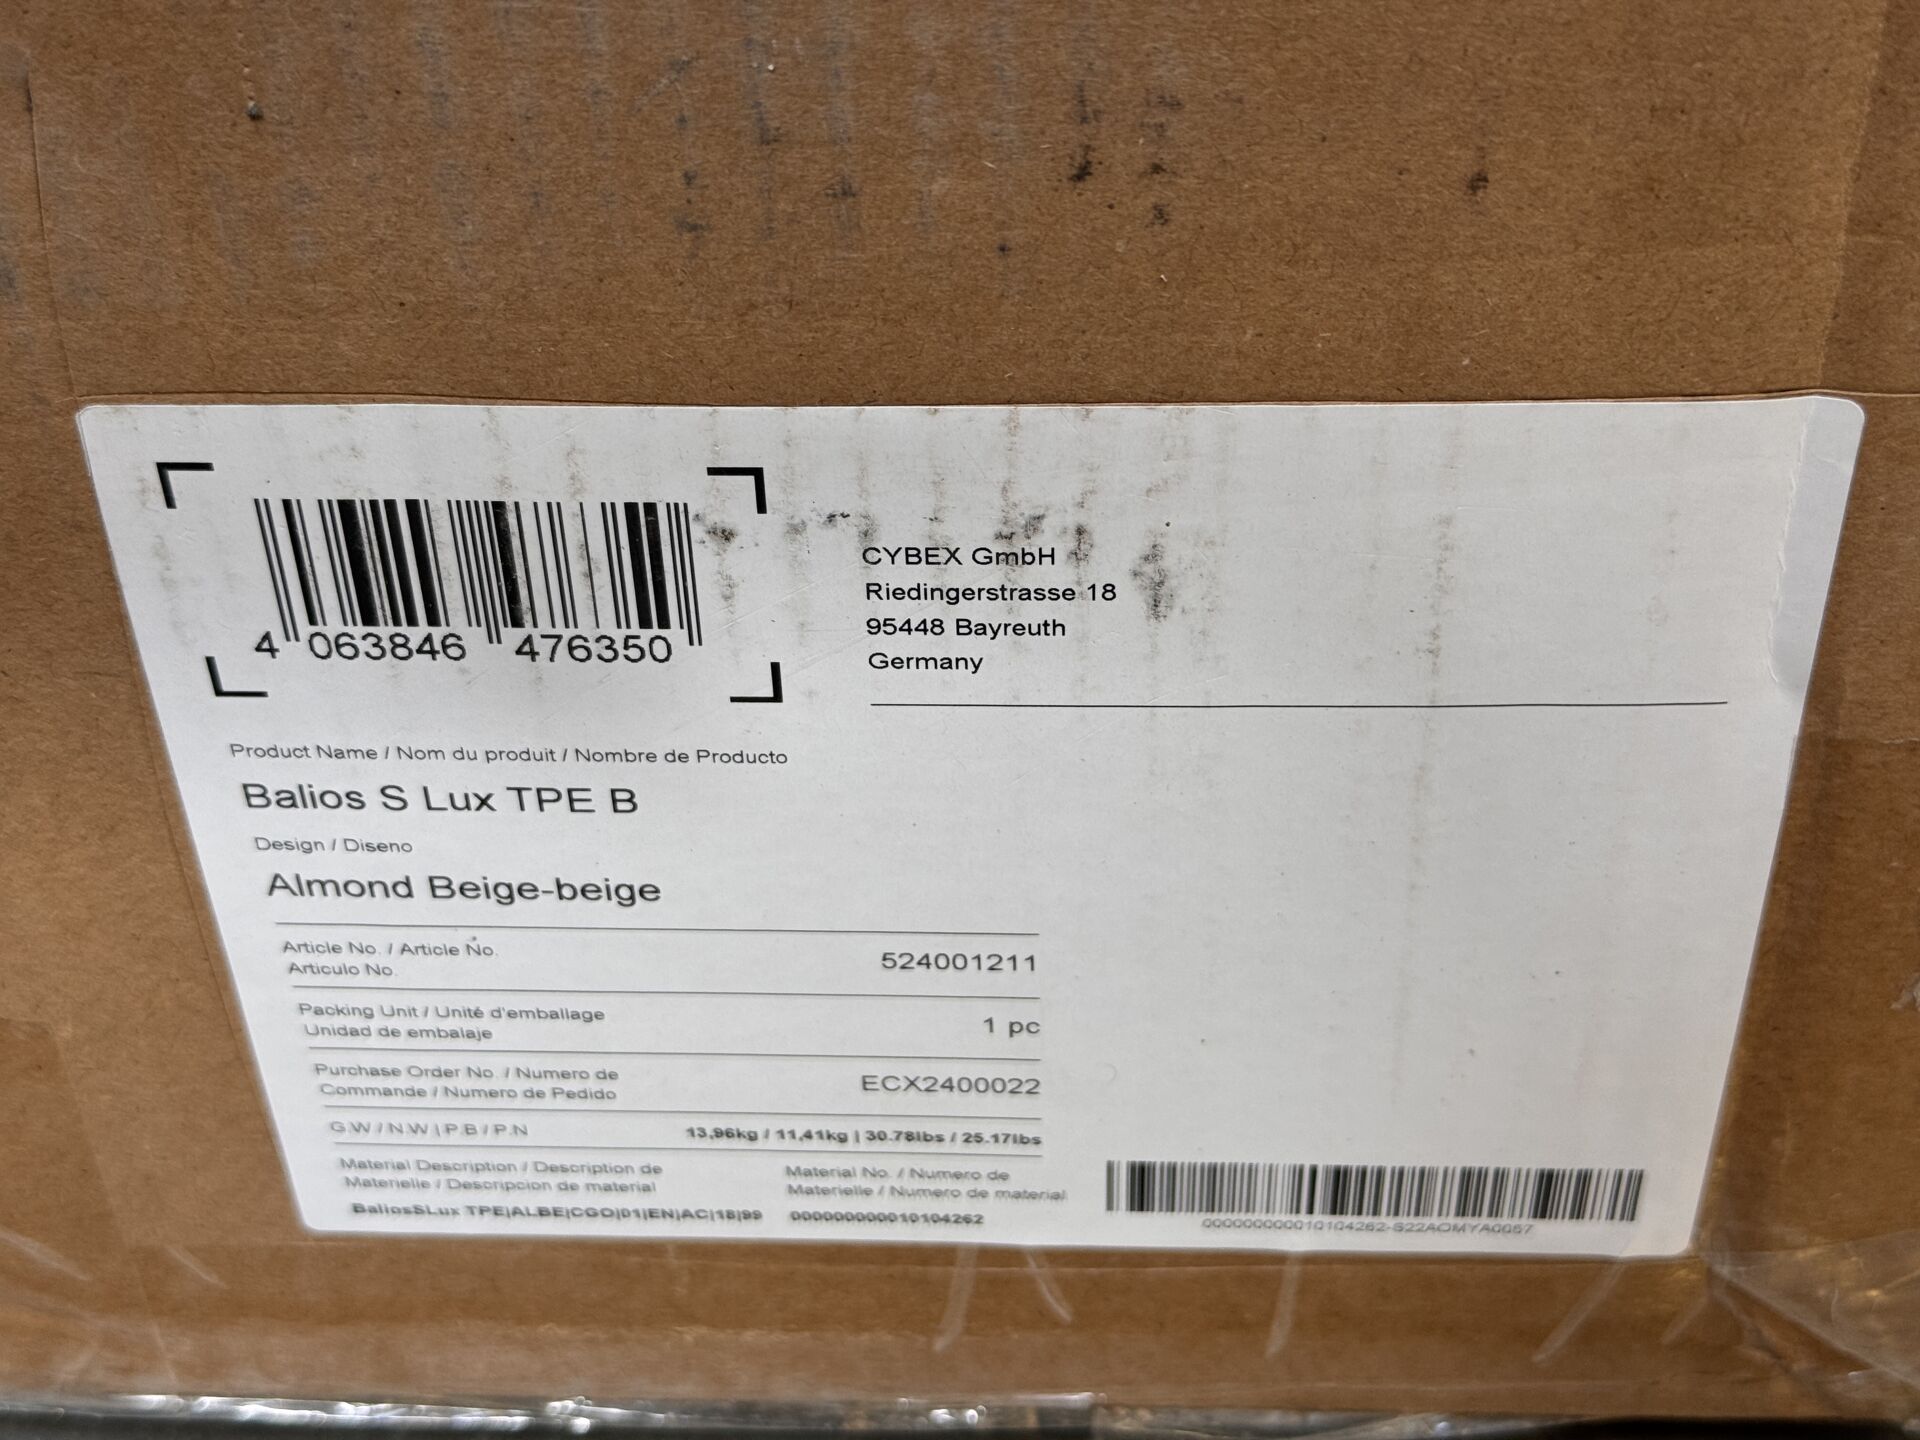 4 063846 476350
CYBEX GmbH
Riedingerstrasse 18
95448 Bayreuth
Germany
Product Name / Nom du produit / Nombre de Producto
Balios S Lux TPE B
Design / Diseno
Almond Beige-beige
Article No. / Article No.
Articulo No.
524001211
Packing Unit / Unité d'emballage
Unidad de embalaje
1 pc
Purchase Order No. / Numero de
Commande / Numero de Pedido
ECX2400022
G.W / N.W | P.B / P.N
13,96kg / 11,41kg | 30.78lbs / 25.17lbs
Material Description / Description de
Materielle / Descripcion de material
BaliosSLux TPE|ALBE|CGO|01|EN|AC|18|99
Material No. / Numero de
Materielle / Numero de material
000000000010104262
000000000010104262-S22AOMYA0057